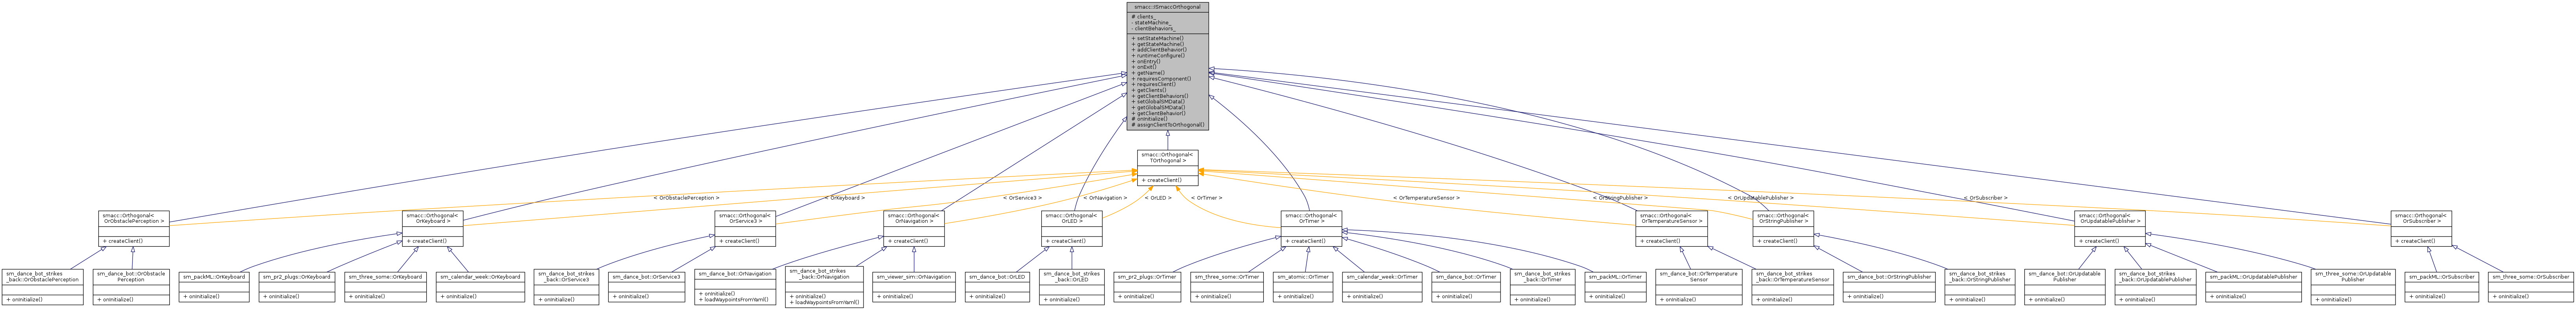 smacc::ISmaccOrthogonal
# clients_
- stateMachine_
- clientBehaviors_
+ setStateMachine()
+ getStateMachine()
+ addClientBehavior()
+ runtimeConfigure()
+ onEntry()
+ onExit()
+ getName()
+ requiresComponent()
+ requiresClient()
+ getClients()
+ getClientBehaviors()
+ setGlobalSMData()
+ getGlobalSMData()
+ getClientBehavior()
# onInitialize()
# assignClientToOrthogonal()
smacc::Orthogonal<
TOrthogonal >
+ createClient()
< OrObstaclePerception >
< OrKeyboard >
< OrService3 >
< OrNavigation >
< OrLED >
< OrTimer >
< OrTemperatureSensor >
< OrStringPublisher >
< OrUpdatablePublisher >
< OrSubscriber >
smacc::Orthogonal<
OrObstaclePerception >
+ createClient()
smacc::Orthogonal<
OrKeyboard >
+ createClient()
smacc::Orthogonal<
OrService3 >
+ createClient()
smacc::Orthogonal<
OrNavigation >
+ createClient()
smacc::Orthogonal<
OrLED >
+ createClient()
smacc::Orthogonal<
OrTimer >
+ createClient()
smacc::Orthogonal<
OrTemperatureSensor >
+ createClient()
smacc::Orthogonal<
OrStringPublisher >
+ createClient()
smacc::Orthogonal<
OrUpdatablePublisher >
+ createClient()
smacc::Orthogonal<
OrSubscriber >
+ createClient()
sm_dance_bot_strikes
_back::OrObstaclePerception
+ onInitialize()
sm_dance_bot::OrObstacle
Perception
+ onInitialize()
sm_packML::OrKeyboard
+ onInitialize()
sm_pr2_plugs::OrKeyboard
+ onInitialize()
sm_three_some::OrKeyboard
+ onInitialize()
sm_calendar_week::OrKeyboard
+ onInitialize()
sm_dance_bot_strikes
_back::OrService3
+ onInitialize()
sm_dance_bot::OrService3
+ onInitialize()
sm_dance_bot::OrNavigation
+ onInitialize()
+ loadWaypointsFromYaml()
sm_dance_bot_strikes
_back::OrNavigation
+ onInitialize()
+ loadWaypointsFromYaml()
sm_viewer_sim::OrNavigation
+ onInitialize()
sm_dance_bot::OrLED
+ onInitialize()
sm_dance_bot_strikes
_back::OrLED
+ onInitialize()
sm_pr2_plugs::OrTimer
+ onInitialize()
sm_three_some::OrTimer
+ onInitialize()
sm_atomic::OrTimer
+ onInitialize()
sm_calendar_week::OrTimer
+ onInitialize()
sm_dance_bot::OrTimer
+ onInitialize()
sm_dance_bot_strikes
_back::OrTimer
+ onInitialize()
sm_packML::OrTimer
+ onInitialize()
sm_dance_bot::OrTemperature
Sensor
+ onInitialize()
sm_dance_bot_strikes
_back::OrTemperatureSensor
+ onInitialize()
sm_dance_bot::OrStringPublisher
+ onInitialize()
sm_dance_bot_strikes
_back::OrStringPublisher
+ onInitialize()
sm_dance_bot::OrUpdatable
Publisher
+ onInitialize()
sm_dance_bot_strikes
_back::OrUpdatablePublisher
+ onInitialize()
sm_packML::OrUpdatablePublisher
+ onInitialize()
sm_three_some::OrUpdatable
Publisher
+ onInitialize()
sm_packML::OrSubscriber
+ onInitialize()
sm_three_some::OrSubscriber
+ onInitialize()